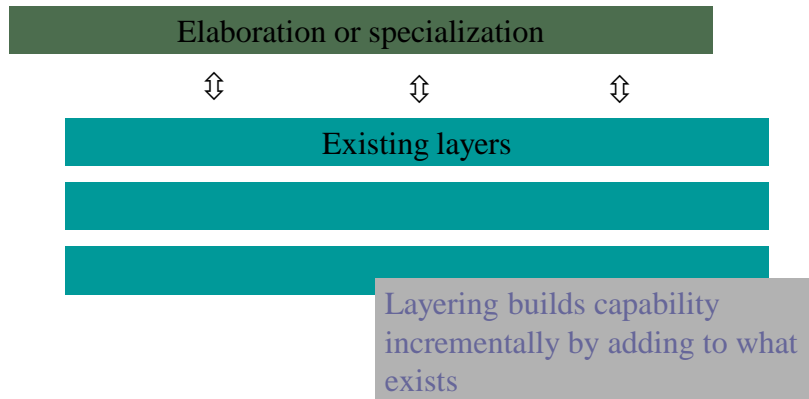 Elaboration or specialization
Existing layers
Layering builds capability
incrementally by adding to what
exists